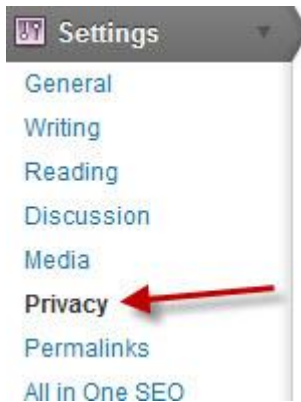 Settings
General
Writing
Reading
Discussion
Media
Privacy
Permalinks
All in One SEO